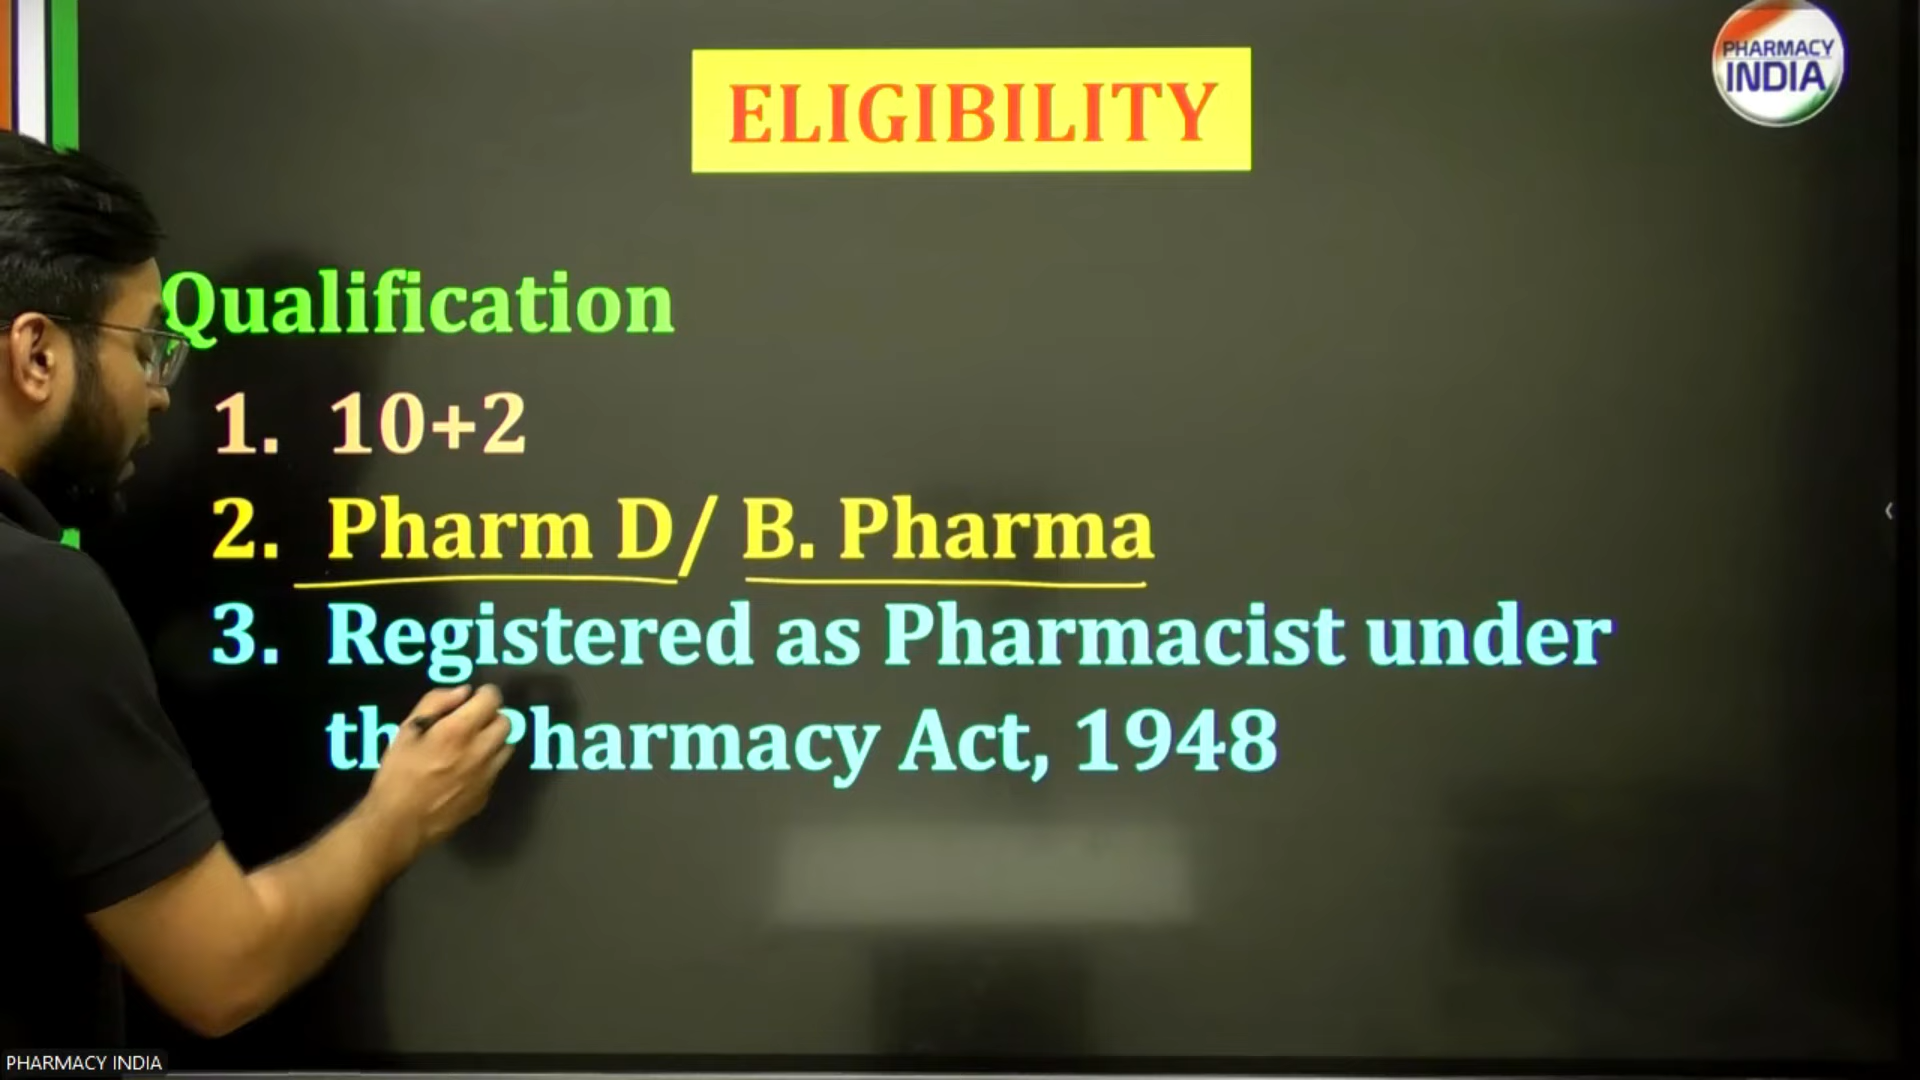 PHARMACY
INDIA
ELIGIBILITY
Qualification
1. 10+2
2. Pharm D/ B. Pharma
3. Registered as Pharmacist under
Pharmacy Act, 1948
PHARMACY INDIA